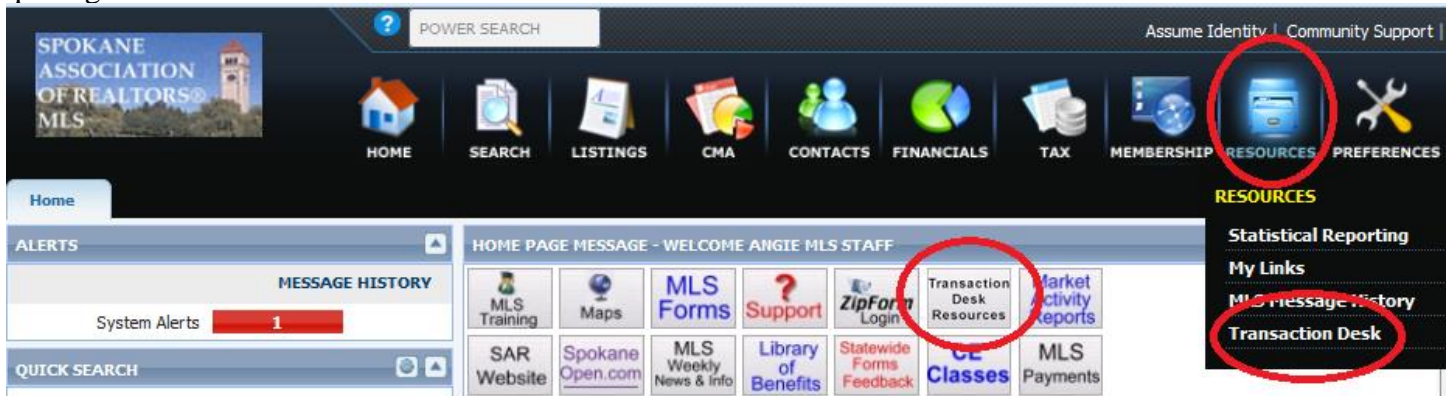 SPOKANE
ASSOCIATION
OF REALTORS®
MLS
POWER SEARCH
Assume Identity | Community Support |
HOME
SEARCH
LISTINGS
CMA
CONTACTS
FINANCIALS
TAX
MEMBERSHIP
RESOURCES
PREFERENCES
Home
RESOURCES
Statistical Reporting
My Links
MLS Message History
Transaction Desk
ALERTS
MESSAGE HISTORY
System Alerts 1
QUICK SEARCH
HOME PAGE MESSAGE - WELCOME ANGIE MLS STAFF
MLS
Training
Maps
MLS
Forms
Support
ZipForm
Login
Transaction
Desk
Resources
Market
Activity
Reports
SAR
Website
Spokane
Open.com
MLS
Weekly
News & Info
Library
of
Benefits
Statewide
Forms
Feedback
CE
Classes
MLS
Payments